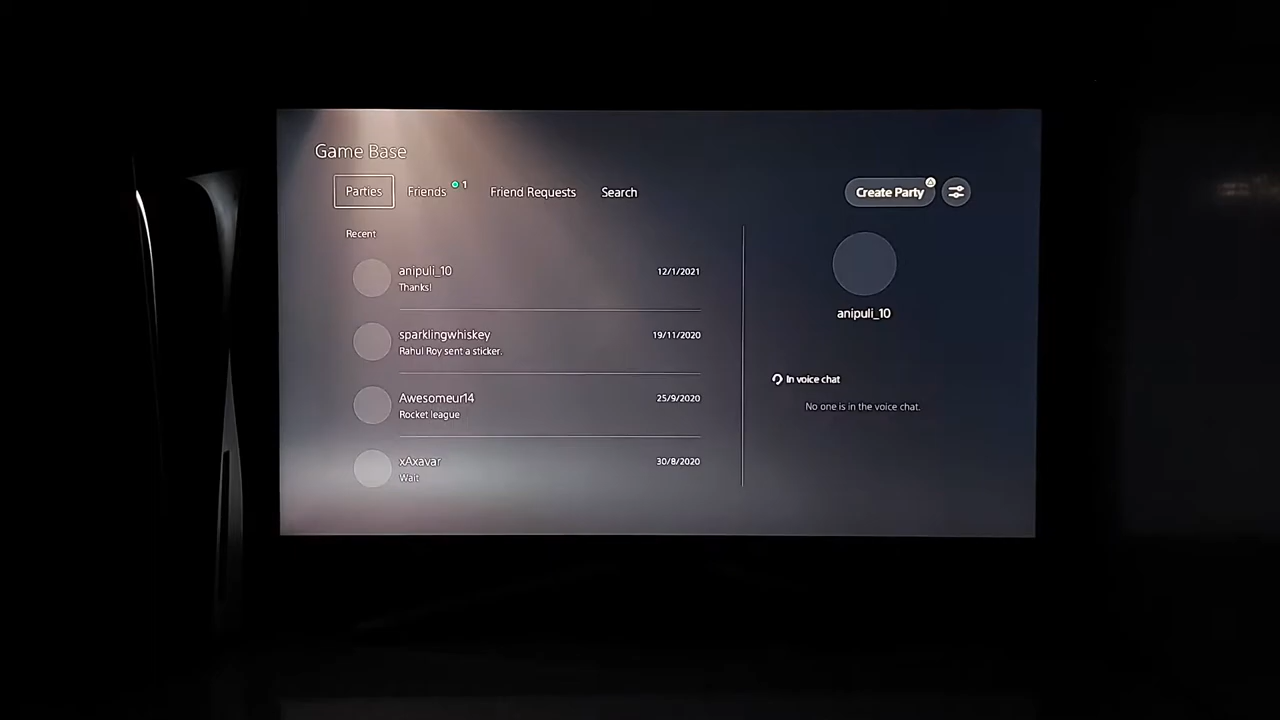 Game Base
Parties
Friends 1
Friend Requests
Search
Create Party
Recent
anipuli_10
12/1/2021
Thanks!
sparklingwhiskey
19/11/2020
Rahul Roy sent a sticker.
Awesomeur14
25/9/2020
Rocket league
xAxavar
30/8/2020
Wait
anipuli_10
In voice chat
No one is in the voice chat.